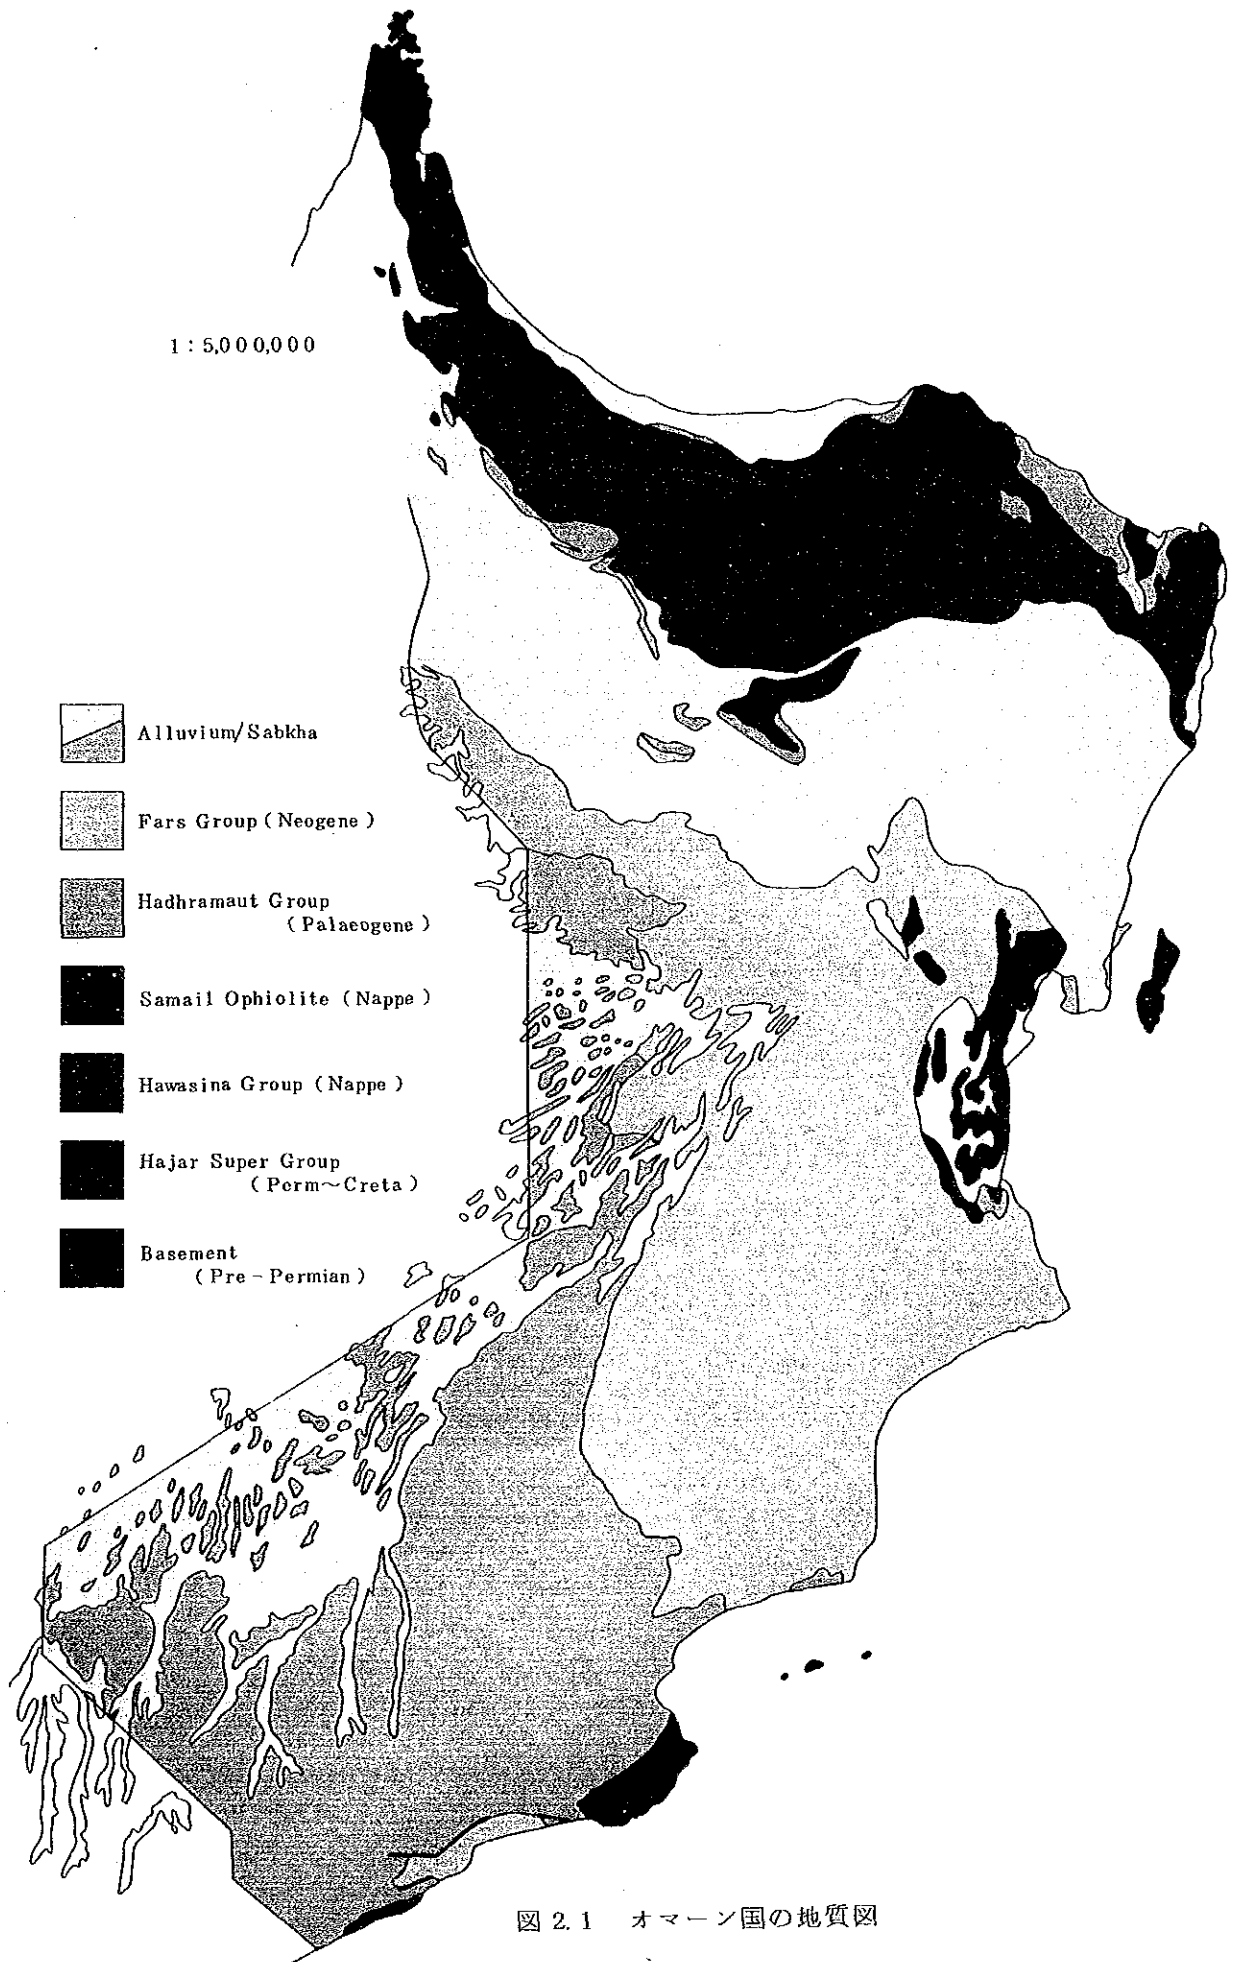 1 : 5,000,000
Alluvium/Sabkha
Fars Group ( Neogene )
Hadhramaut Group
( Palaeogene )
Samail Ophiolite ( Nappe )
Hawasina Group ( Nappe )
Hajar Super Group
( Perm～Creta )
Basement
( Pre - Permian )
図 2.1 オマーン国の地質図